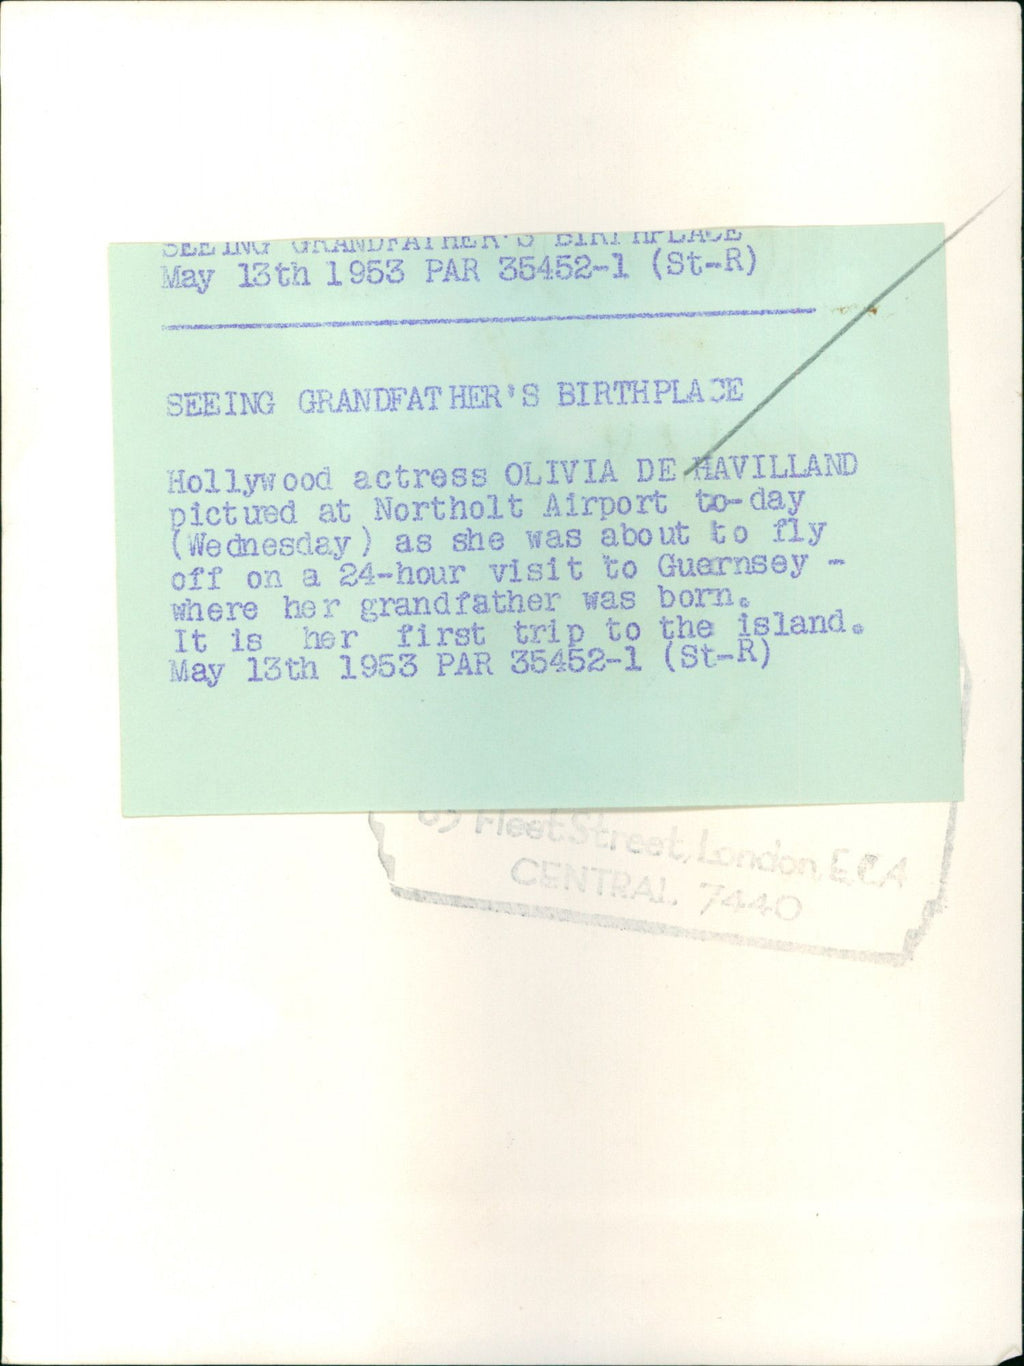 SEEING GRANDFATHER'S BIRTHPLACE
May 13th 1953 PAR 35452-1 (St-R)
SEEING GRANDFATHER'S BIRTHPLACE
Hollywood actress OLIVIA DE HAVILLAND
pictured at Northolt Airport to-day
(Wednesday) as she was about to fly
off on a 24-hour visit to Guernsey -
where her grandfather was born.
It is her first trip to the island.
May 13th 1953 PAR 35452-1 (St-R)
Fleet Street, London, E.C.4
CENTRAL 7440